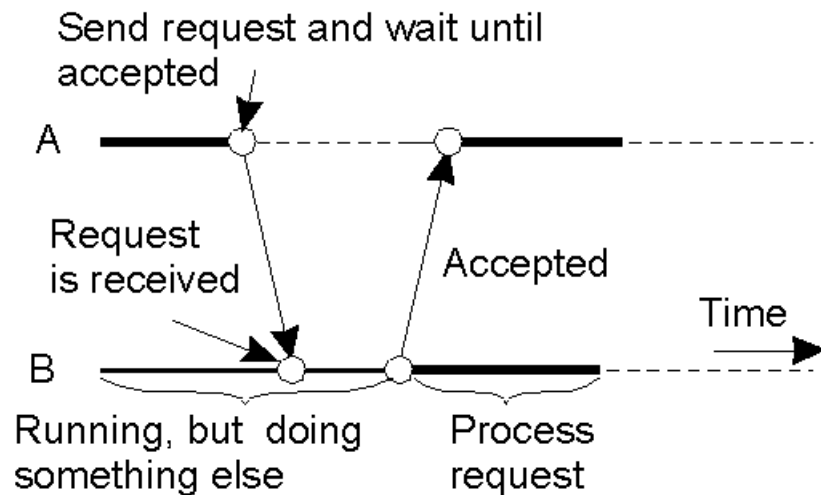 Send request and wait until
accepted
A
Request
is received
Accepted
Time
B
Running, but doing
something else
Process
request